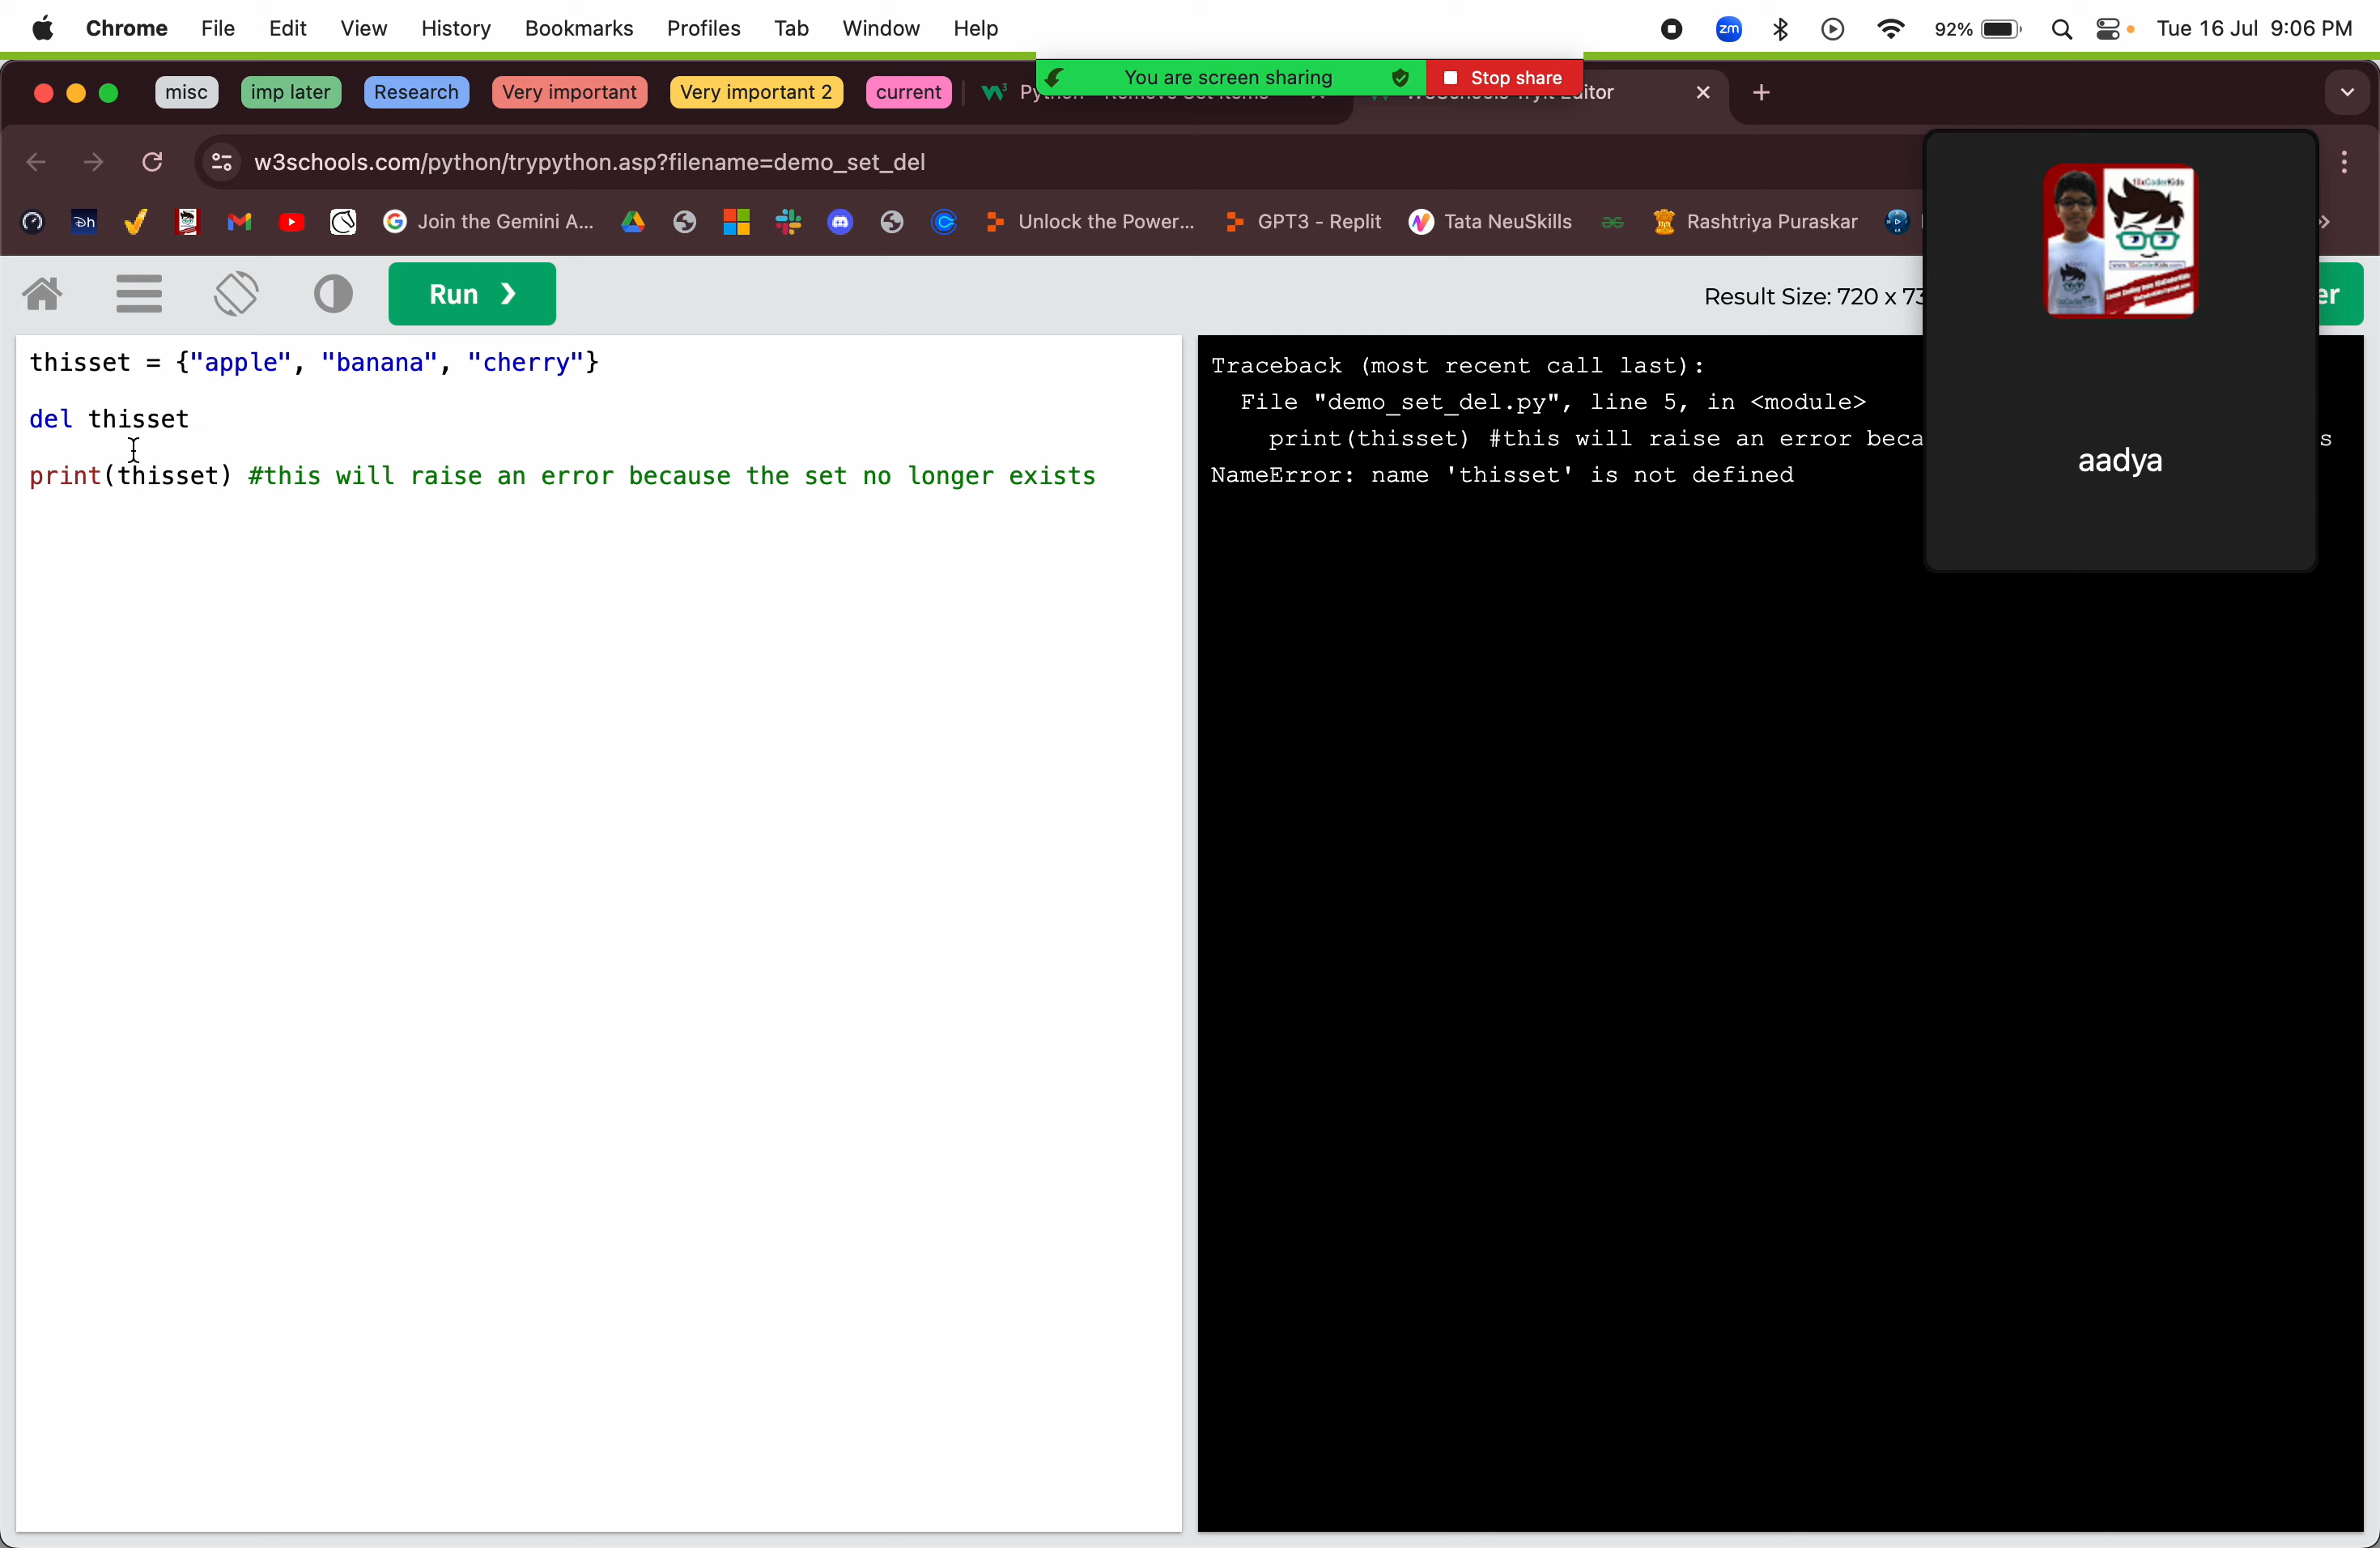 Chrome File Edit View History Bookmarks Profiles Tab Window Help zm 92% Tue 16 Jul 9:06 PM
You are screen sharing Stop share
misc imp later Research Very important Very important 2 current
w3schools.com/python/trypython.asp?filename=demo_set_del
Join the Gemini A... Unlock the Power... GPT3 - Replit Tata NeuSkills Rashtriya Puraskar
Run ❯ Result Size: 720 x
thisset = {"apple", "banana", "cherry"}
del thisset
print(thisset) #this will raise an error because the set no longer exists
Traceback (most recent call last):
File "demo_set_del.py", line 5, in <module>
print(thisset) #this will raise an error beca
NameError: name 'thisset' is not defined
aadya